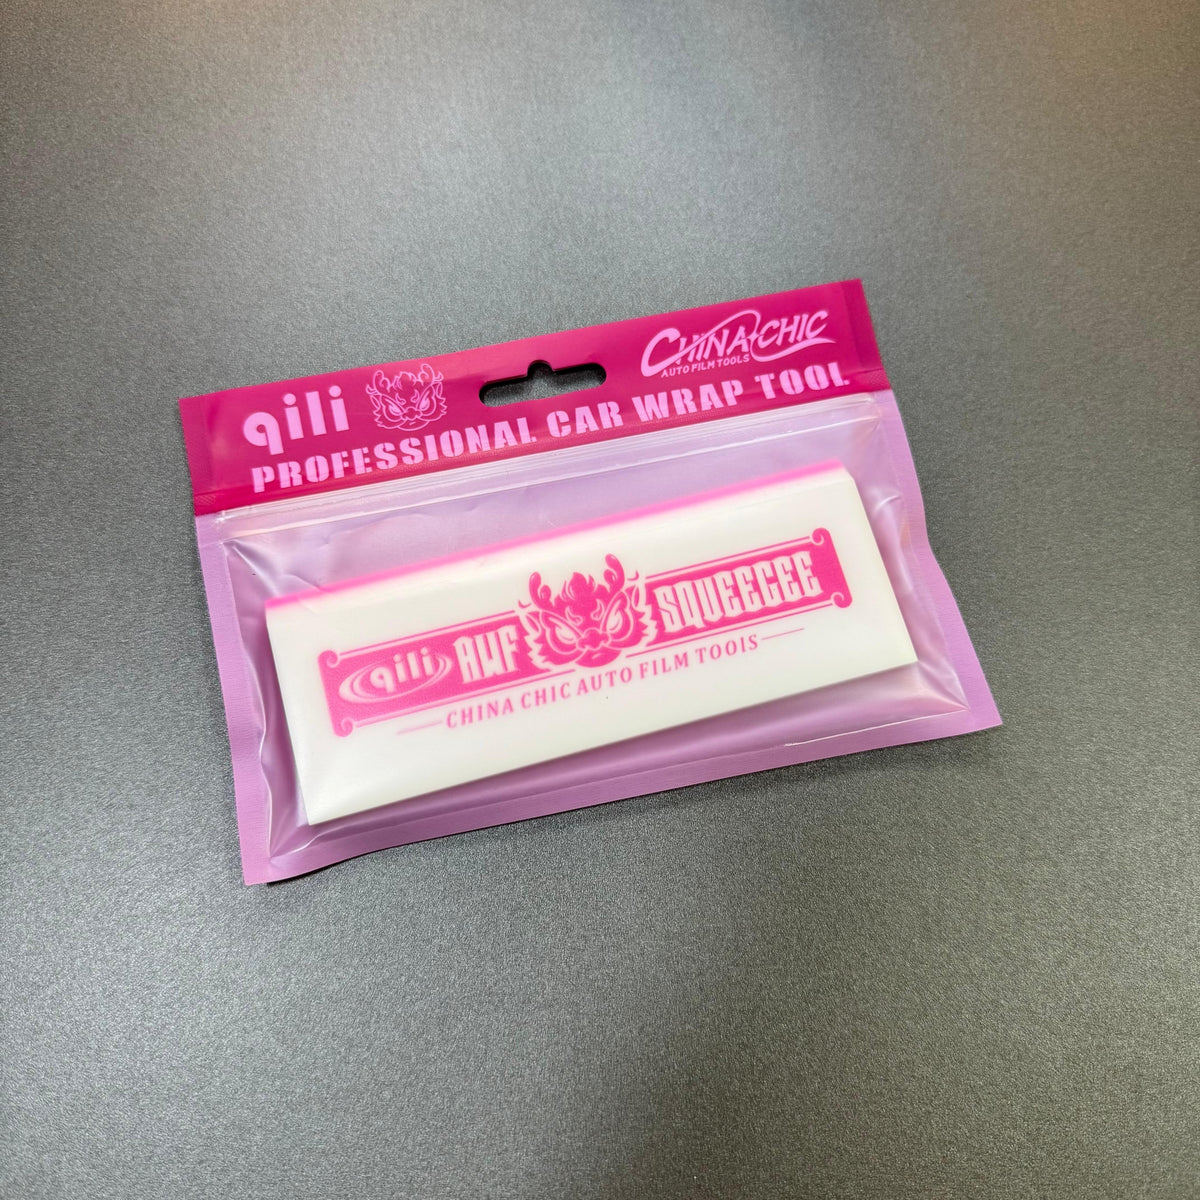 qili
CHINA-CHIC
AUTO FILM TOOLS
PROFESSIONAL CAR WRAP TOOL
qili AWF SQUEEGEE
CHINA CHIC AUTO FILM TOOIS